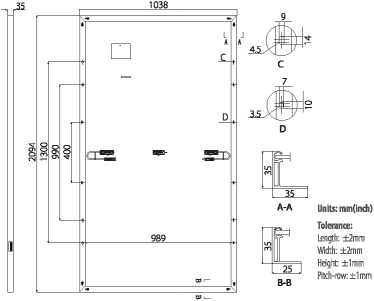 35
1038
9
14
4.5
C
C
A
A
7
10
3.5
D
D
2094
1300
990
400
989
35
35
A-A
35
25
B-B
B
B
Units: mm(inch)
Tolerance:
Length: ±2mm
Width: ±2mm
Height: ±1mm
Pitch-row: ±1mm